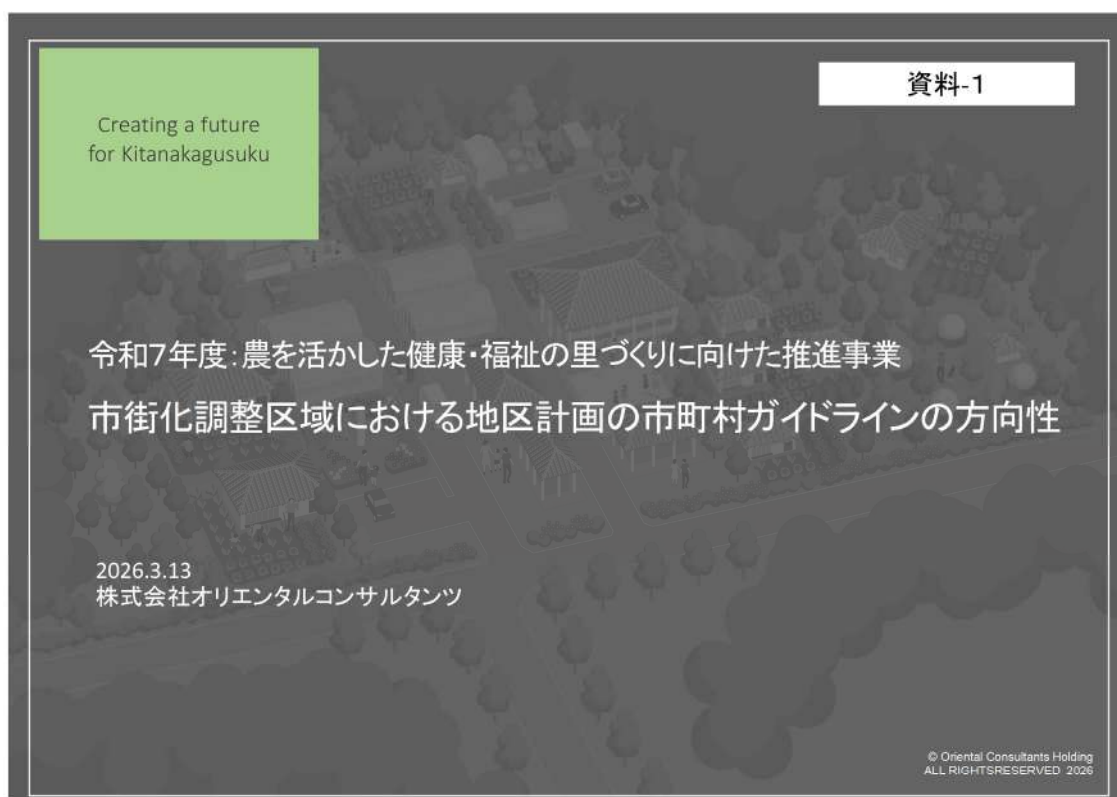 Creating a future
for Kitanakagusuku
資料-1
令和7年度：農を活かした健康・福祉の里づくりに向けた推進事業
市街化調整区域における地区計画の市町村ガイドラインの方向性
2026.3.13
株式会社オリエンタルコンサルタンツ
© Oriental Consultants Holding
ALL RIGHTSRESERVED 2026